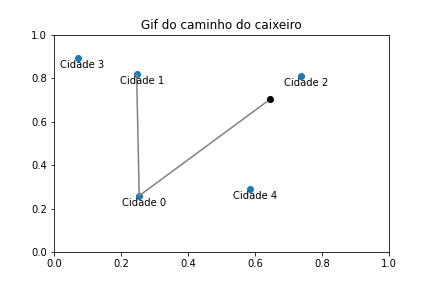 Gif do caminho do caixeiro
1.0
Cidade 3
Cidade 1
Cidade 2
0.8
0.6
0.4
Cidade 4
Cidade 0
0.2
0.0
0.0 0.2 0.4 0.6 0.8 1.0